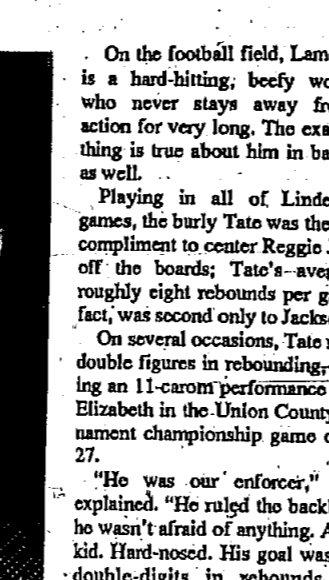 On the football field, Lam
is a hard-hitting, beefy wo
who never stays away fr
action for very long. The exa
thing is true about him in ba
as well.
Playing in all of Linde
games, the burly Tate was the
compliment to center Reggie J
off the boards; Tate's ave
roughly eight rebounds per g
fact, was second only to Jacks
On several occasions, Tate r
double figures in rebounding,
ing an 11-carom performance
Elizabeth in the Union County
nament championship game o
27.
"He was our enforcer,"
explained. "He ruled the back
he wasn't afraid of anything. A
kid. Hard-nosed. His goal was
double-digits in rebounds